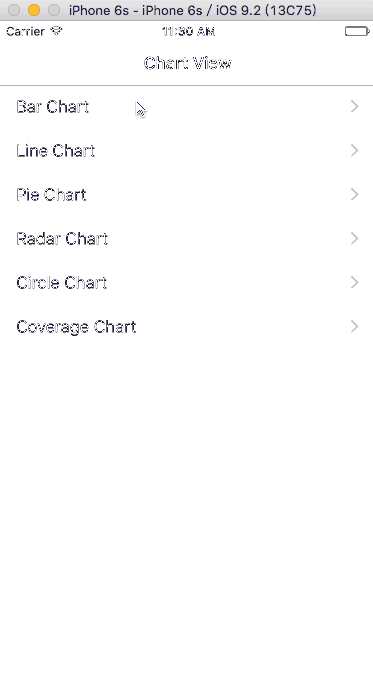 iPhone 6s - iPhone 6s / iOS 9.2 (13C75)
Carrier 11:30 AM
Chart View
Bar Chart
Line Chart
Pie Chart
Radar Chart
Circle Chart
Coverage Chart